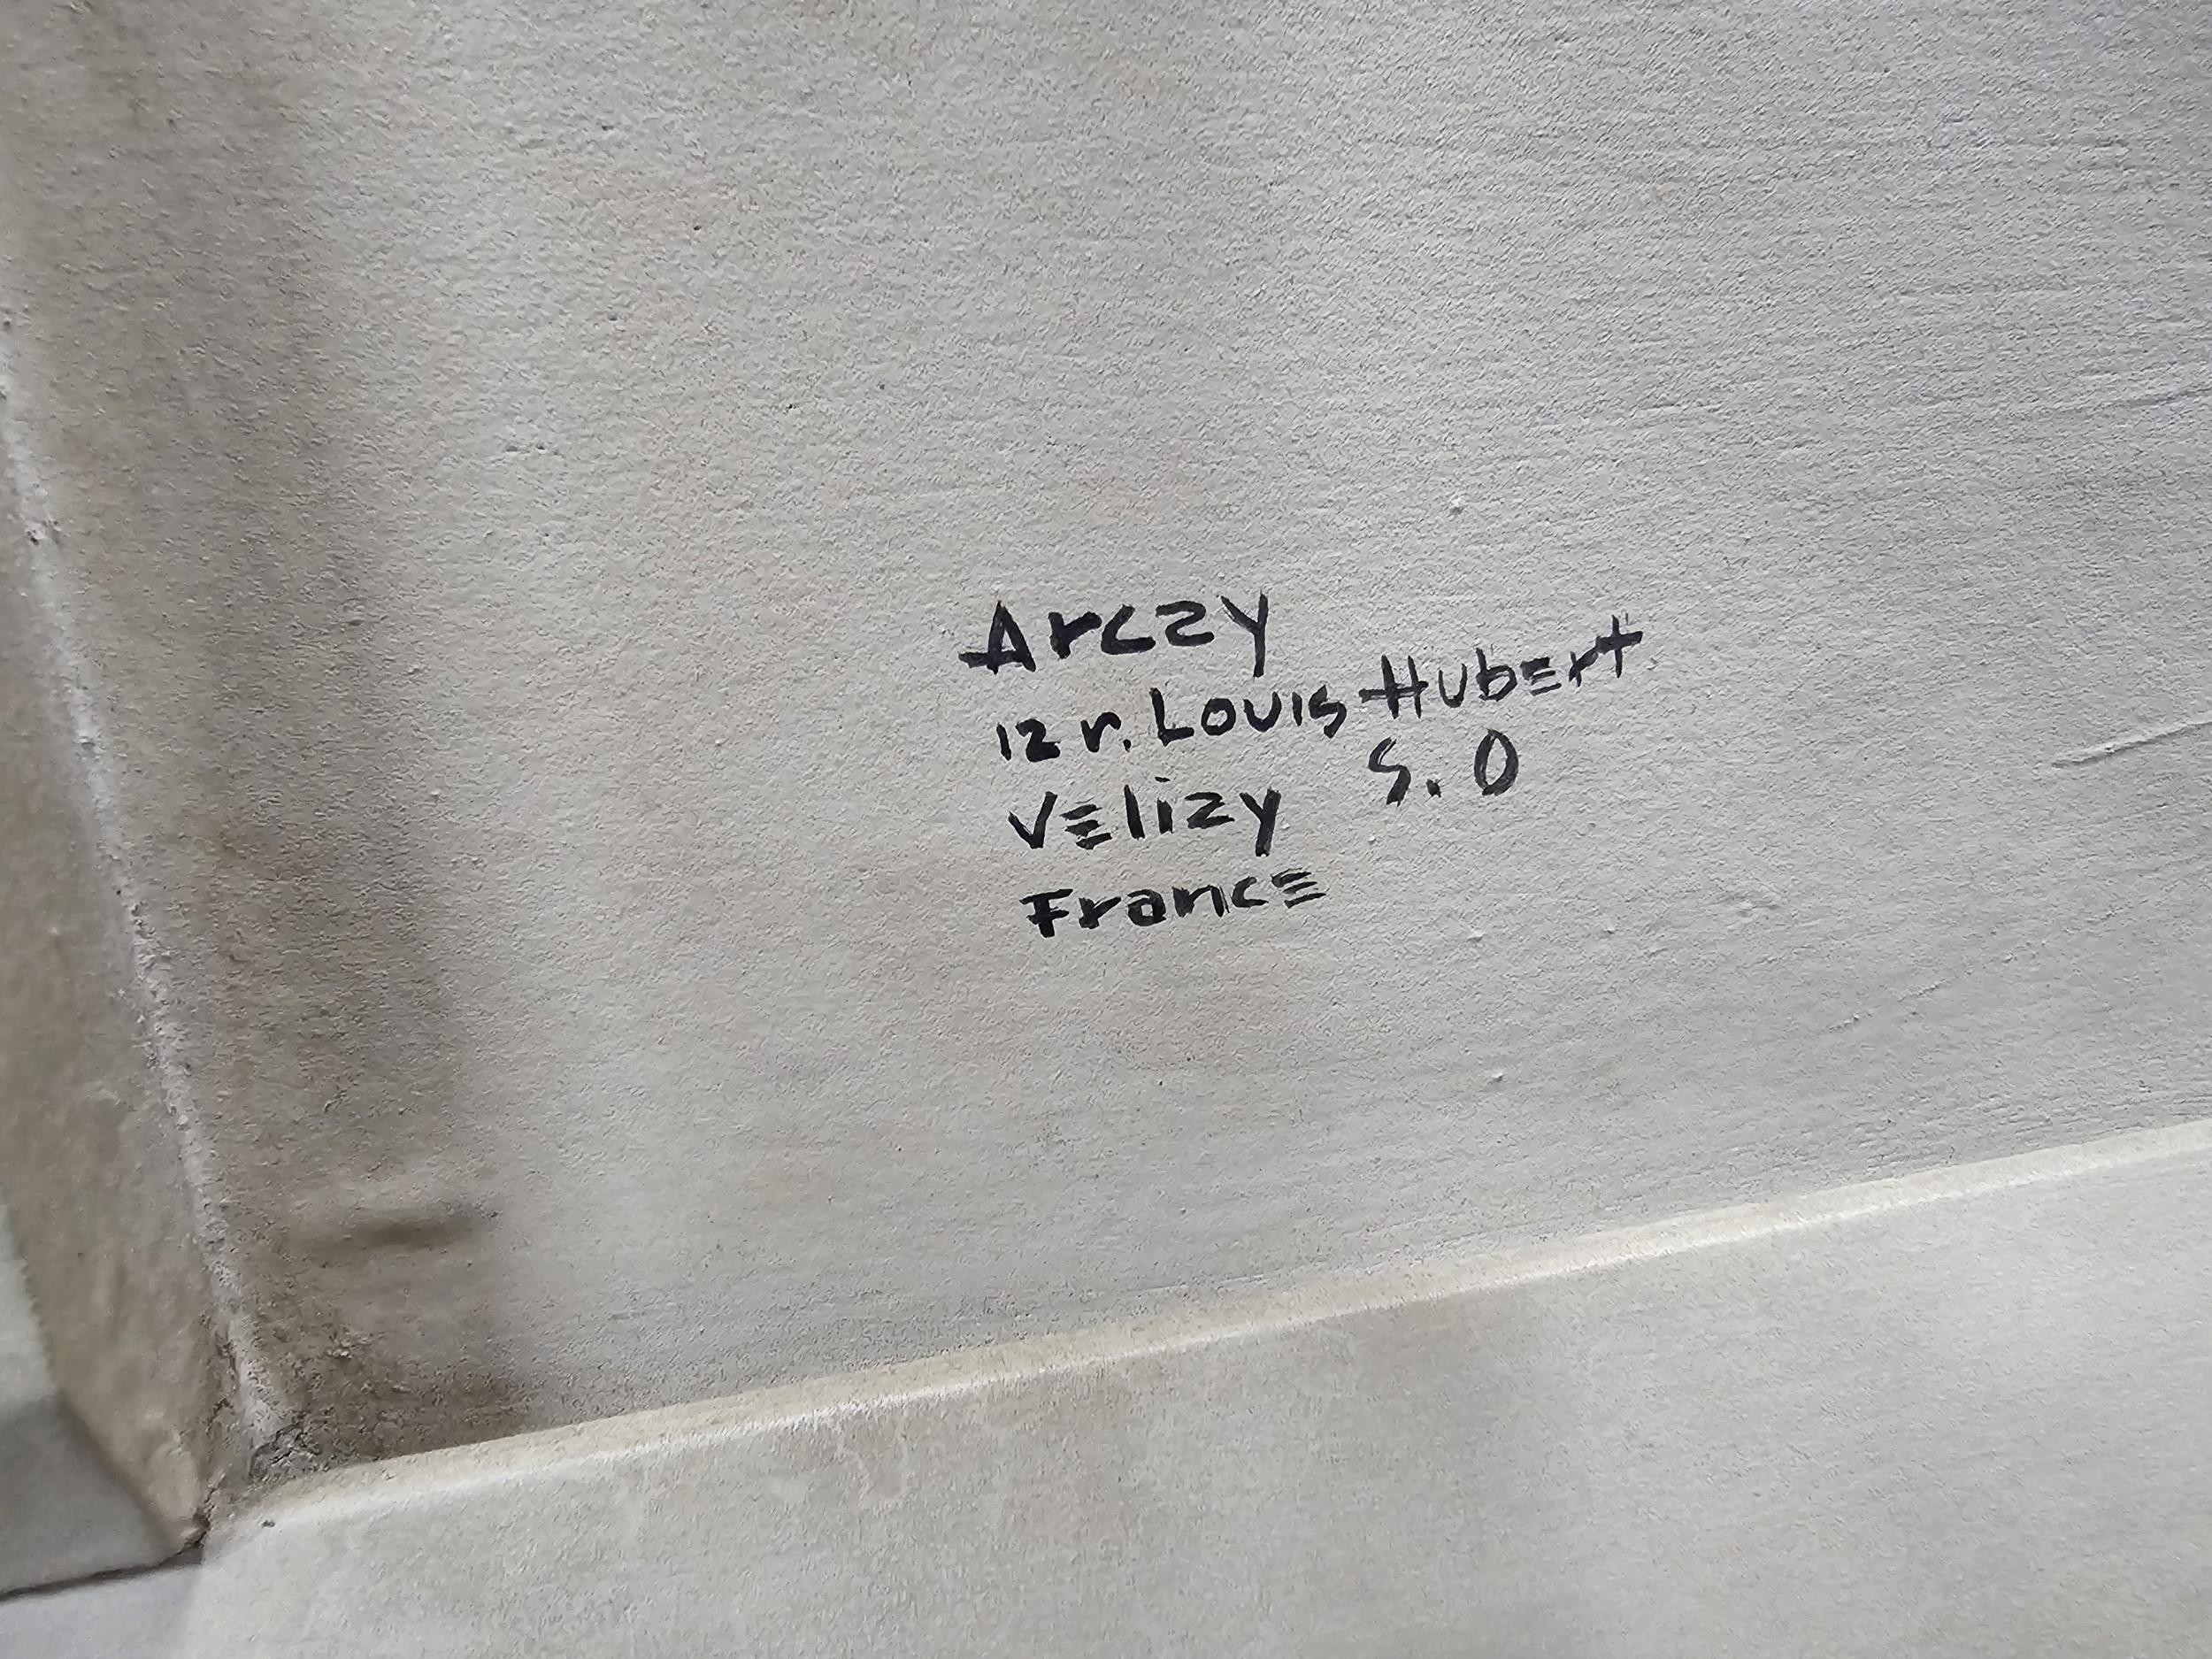 Arczy
12 r. Louis Hubert
Velizy S. O
France